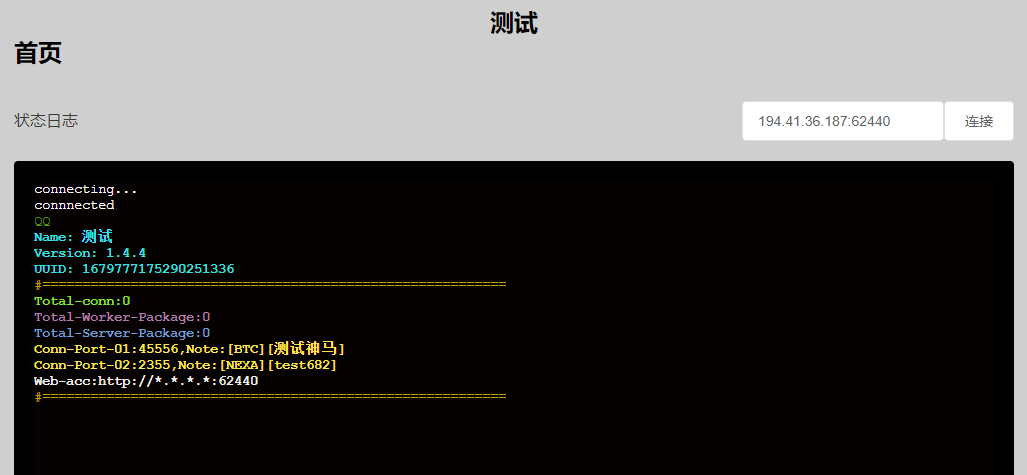 测试
首页
状态日志
194.41.36.187:62440
连接
connecting...
connnected
QQ
Name: 测试
Version: 1.4.4
UUID: 1679777175290251336
#==========================================================
Total-conn:0
Total-Worker-Package:0
Total-Server-Package:0
Conn-Port-01:45556,Note:[BTC][测试神马]
Conn-Port-02:2355,Note:[NEXA][test682]
Web-acc:http://*.*.*.*:62440
#==========================================================